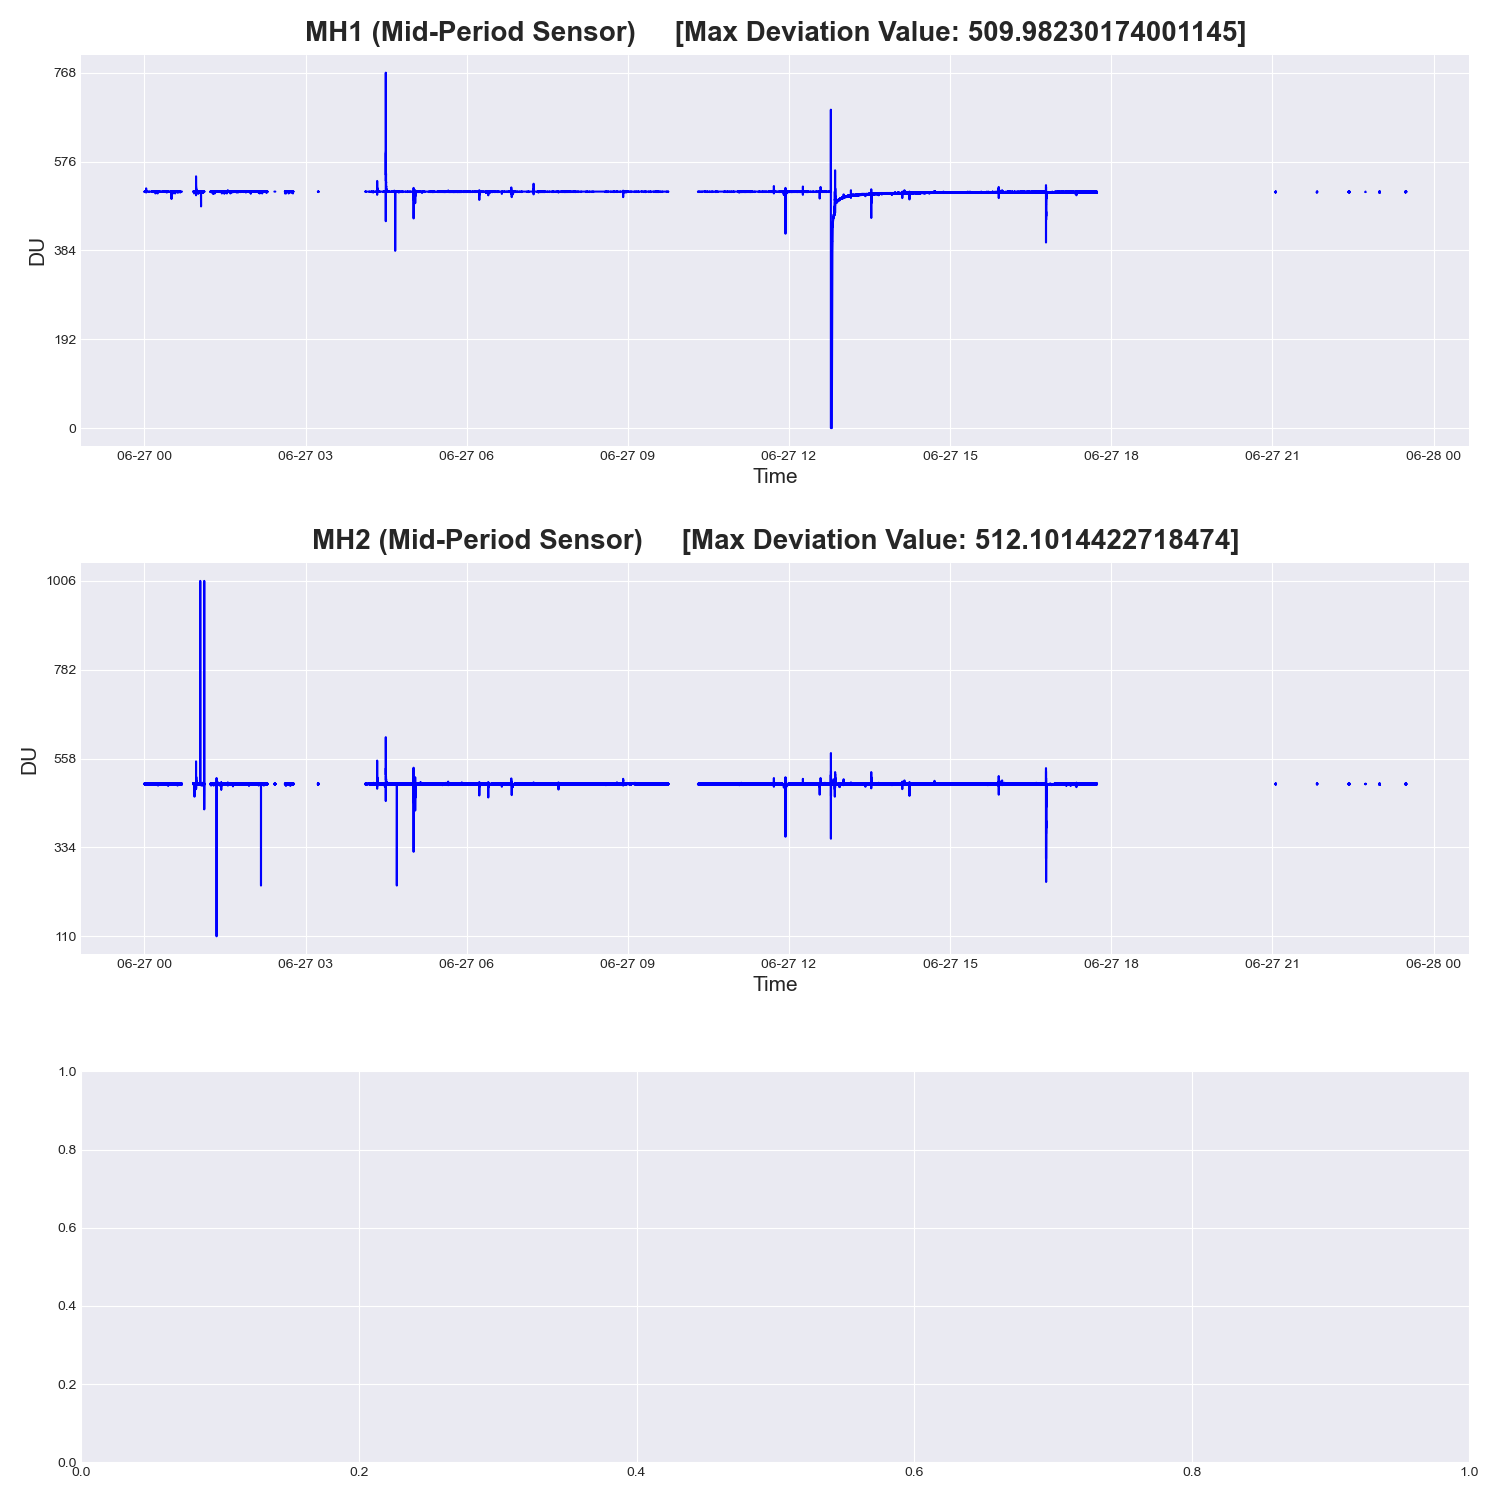 MH1 (Mid-Period Sensor) [Max Deviation Value: 509.98230174001145]
768
576
384
192
0
DU
06-27 00 06-27 03 06-27 06 06-27 09 06-27 12 06-27 15 06-27 18 06-27 21 06-28 00
Time
MH2 (Mid-Period Sensor) [Max Deviation Value: 512.1014422718474]
1006
782
558
334
110
DU
06-27 00 06-27 03 06-27 06 06-27 09 06-27 12 06-27 15 06-27 18 06-27 21 06-28 00
Time
1.0
0.8
0.6
0.4
0.2
0.0
0.0 0.2 0.4 0.6 0.8 1.0